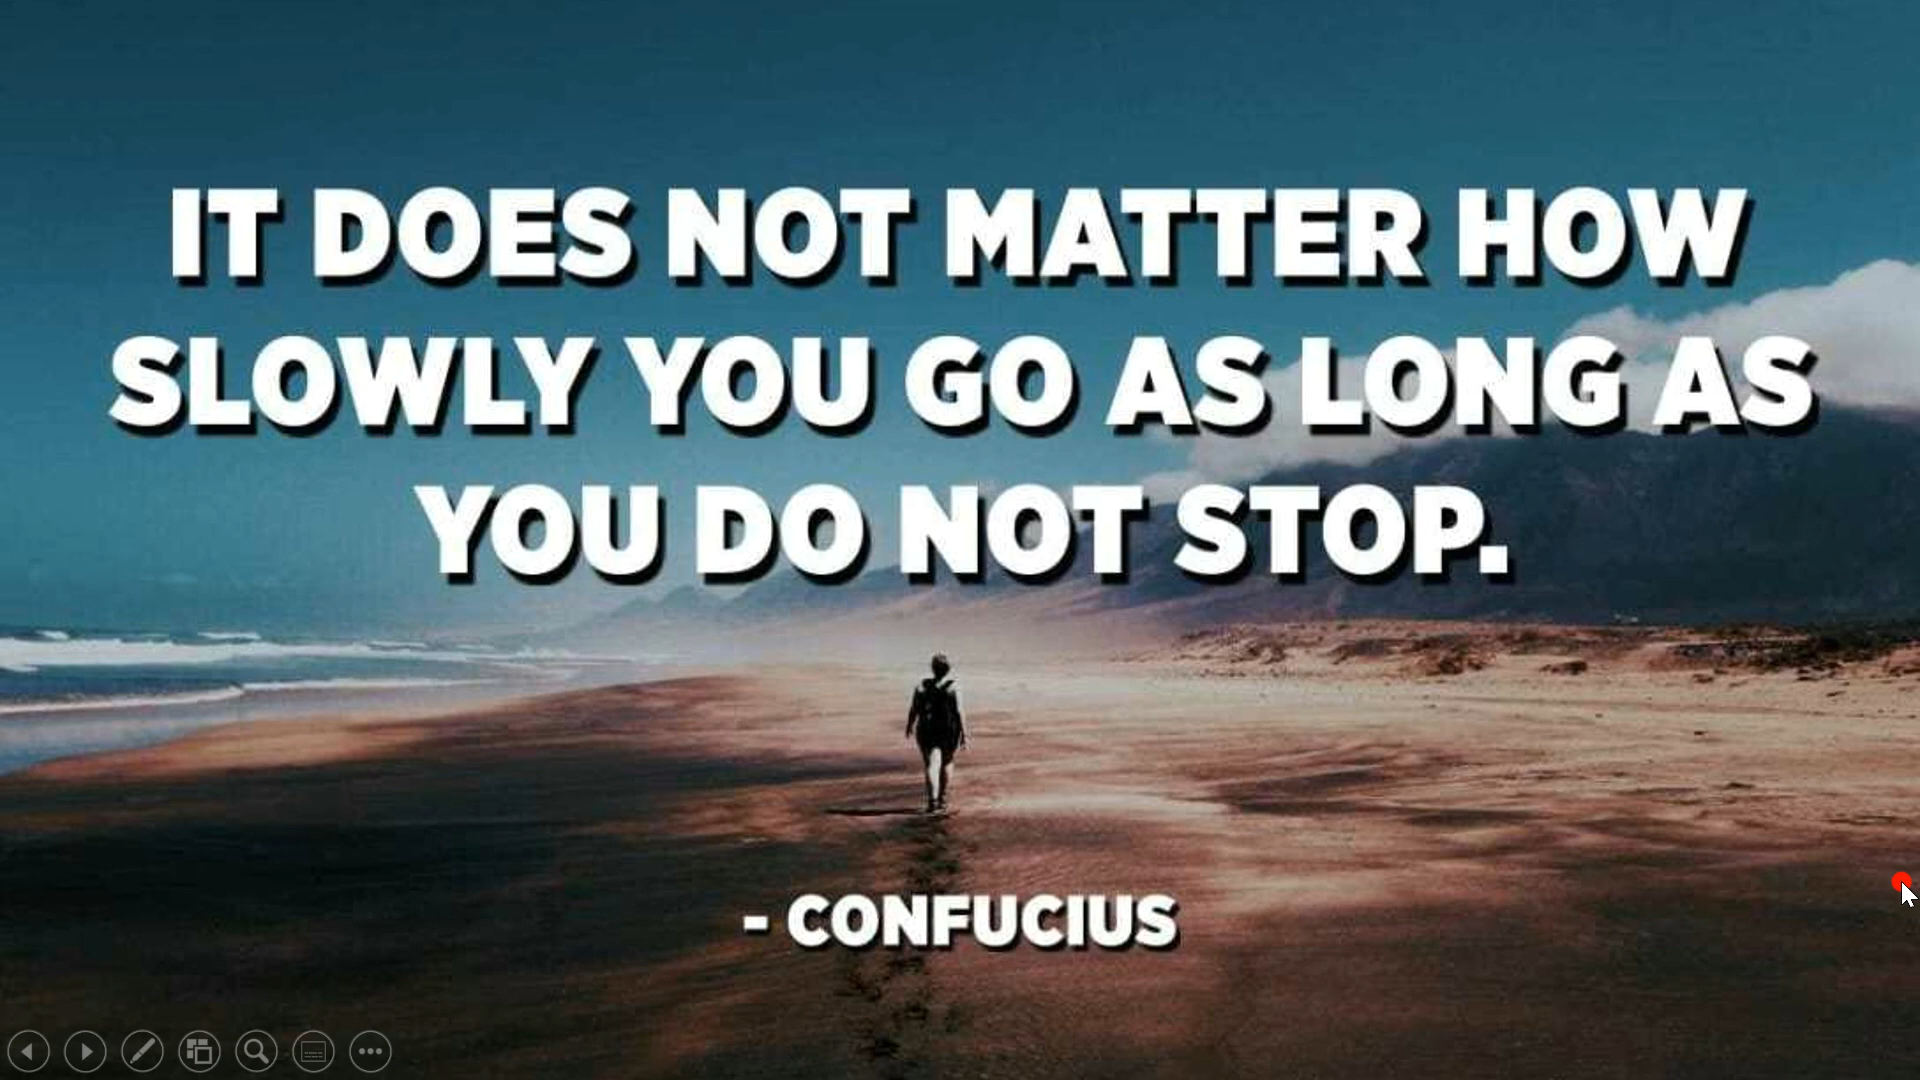 IT DOES NOT MATTER HOW
SLOWLY YOU GO AS LONG AS
YOU DO NOT STOP.
- CONFUCIUS